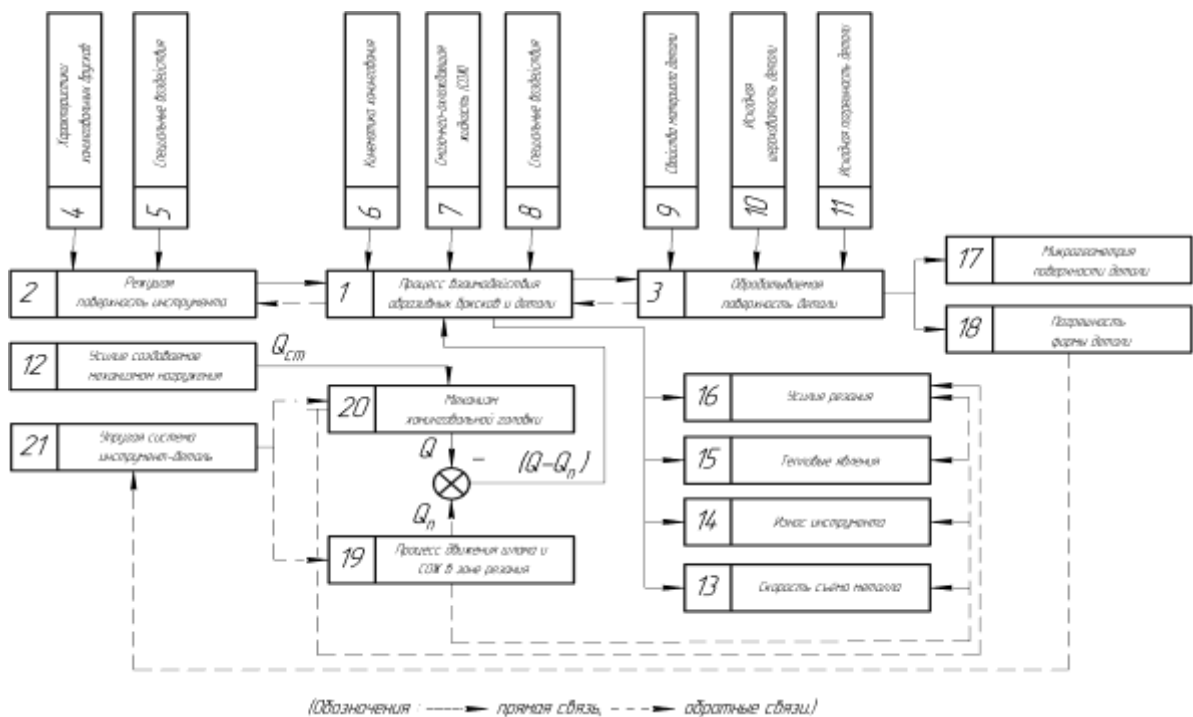 Характеристики
хонинговальных брусков
4
Специальные воздействия
5
Кинематика хонингования
6
Смазочно-охлаждающая
жидкость (СОЖ)
7
Специальные воздействия
8
Свойства материала детали
9
Исходная
шероховатость детали
10
Исходная погрешность детали
11
2
Режущая
поверхность инструмента
1
Процесс взаимодействия
абразивных брусков и детали
3
Обрабатываемая
поверхность детали
17
Микрогеометрия
поверхности детали
18
Погрешность
формы детали
12
Усилие создаваемое
механизмом нагружения
Qст
20
Механизм
хонинговальной головки
21
Упругая система
инструмент-деталь
Q
–
(Q–Qп)
Qп
19
Процесс движения шлама и
СОЖ в зоне резания
16
Усилия резания
15
Тепловые явления
14
Износ инструмента
13
Скорость съема металла
(Обозначения : прямая связь, обратные связи.)